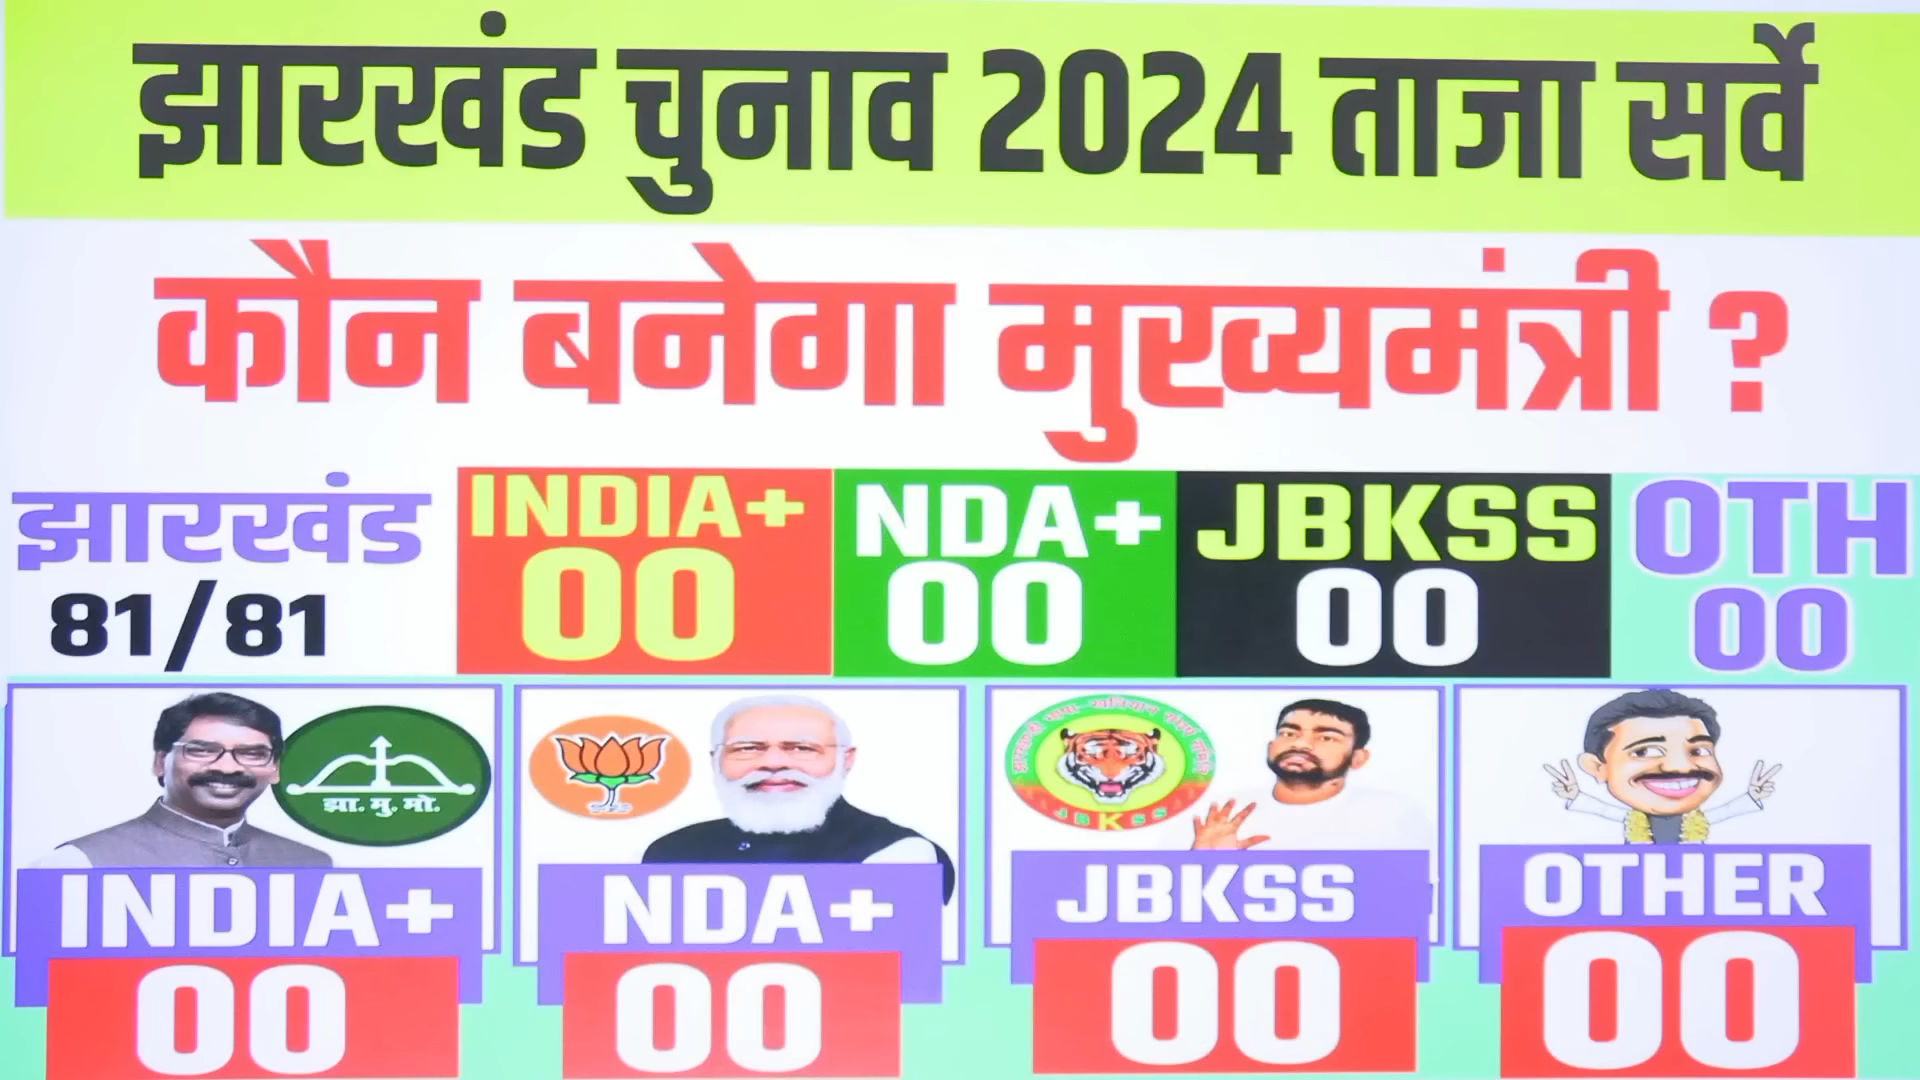 झारखंड चुनाव 2024 ताजा सर्वे
कौन बनेगा मुख्यमंत्री ?
झारखंड
81/81
INDIA+
00
NDA+
00
JBKSS
00
OTH
00
झा. मु. मो.
JBKSS
INDIA+
00
NDA+
00
JBKSS
00
OTHER
00